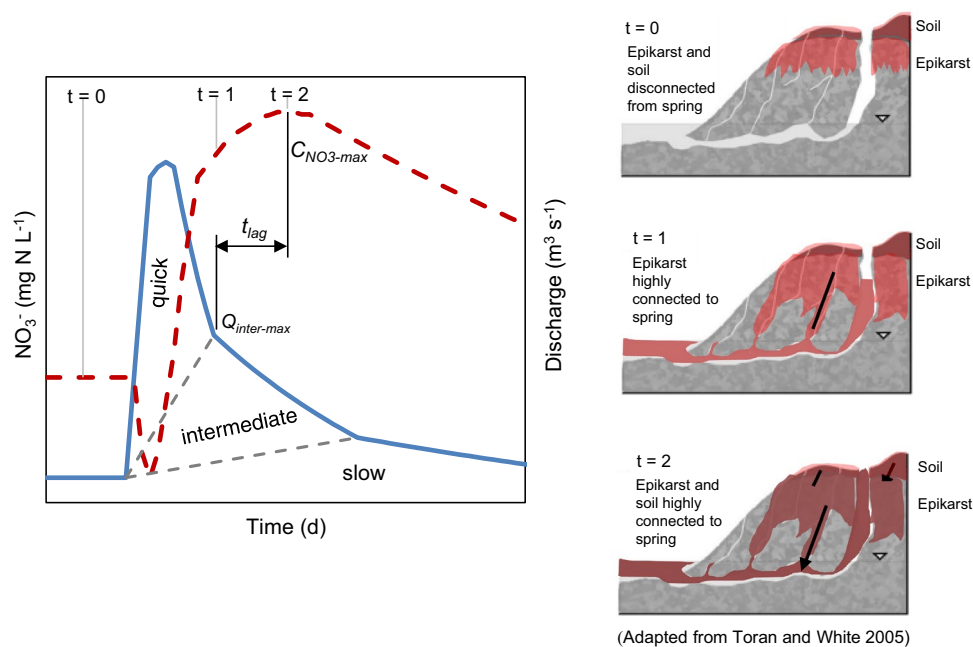 t = 0
t = 1
t = 2
C_NO3-max
t_lag
quick
Q_inter-max
intermediate
slow
NO₃⁻ (mg N L⁻¹)
Time (d)
Discharge (m³ s⁻¹)
t = 0
Epikarst and
soil
disconnected
from spring
Soil
Epikarst
t = 1
Epikarst
highly
connected to
spring
Soil
Epikarst
t = 2
Epikarst and
soil highly
connected to
spring
Soil
Epikarst
(Adapted from Toran and White 2005)